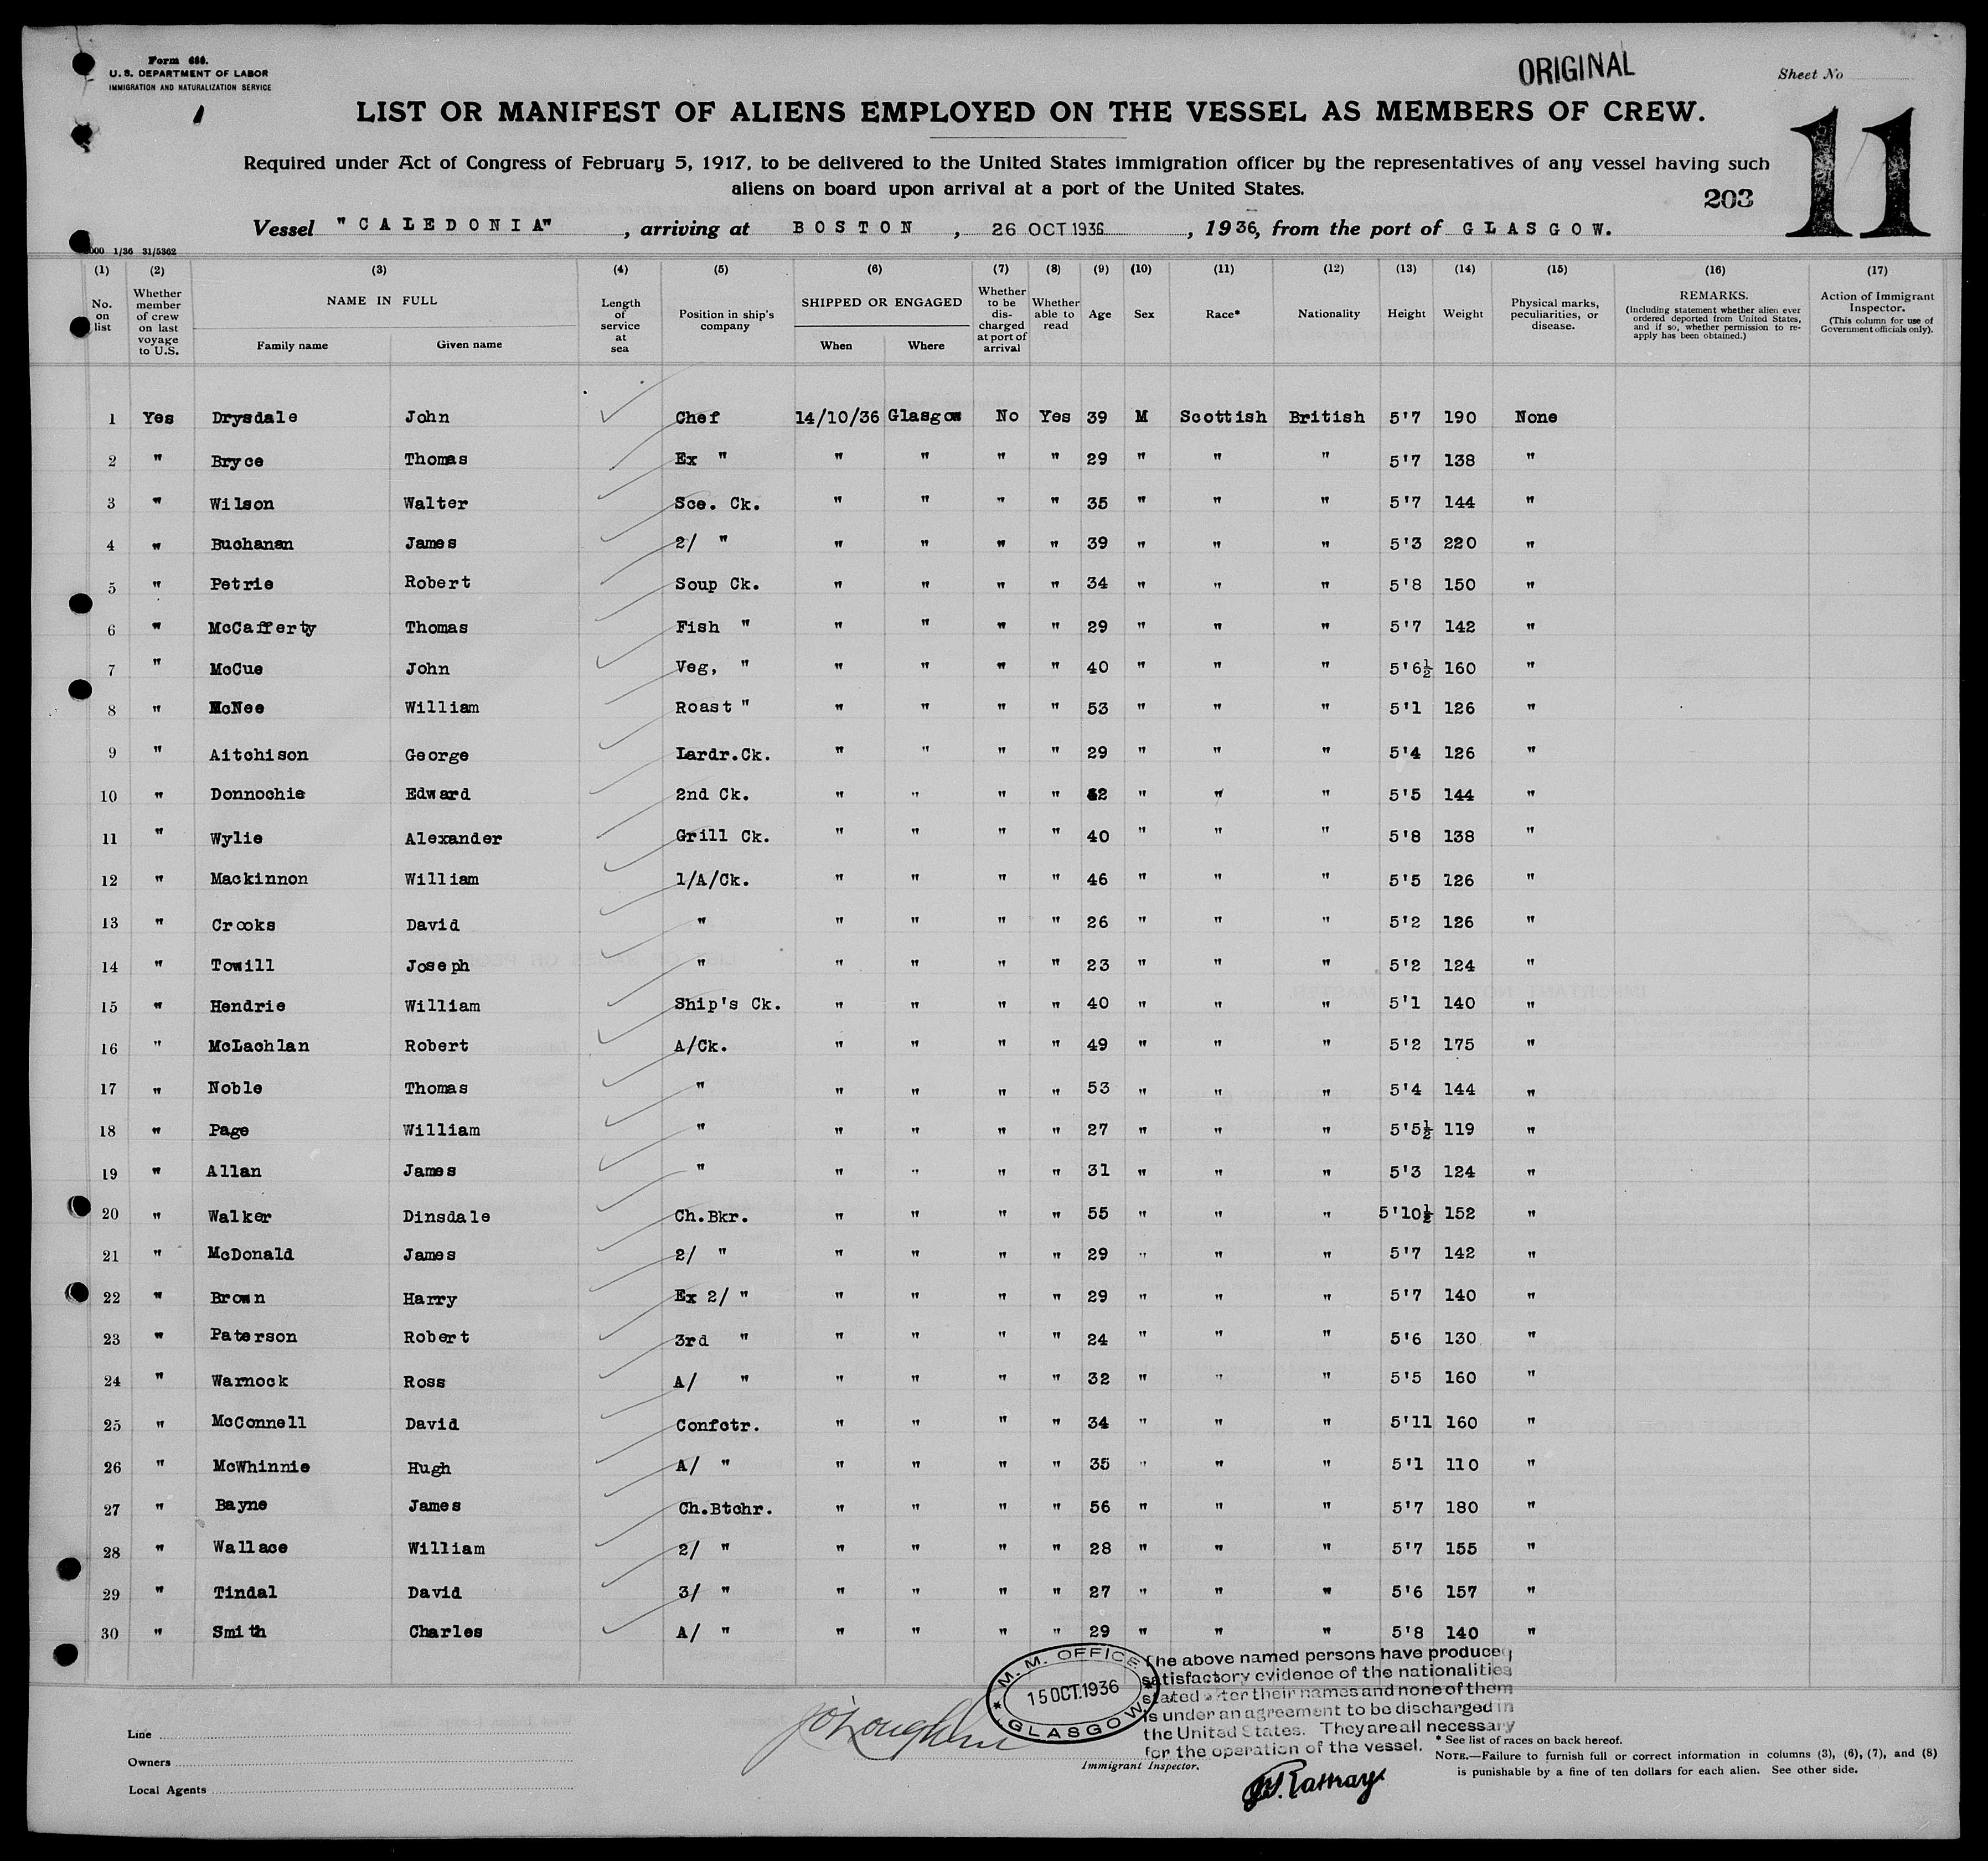 Form 680.
U. S. DEPARTMENT OF LABOR
IMMIGRATION AND NATURALIZATION SERVICE
ORIGINAL
Sheet No
11
LIST OR MANIFEST OF ALIENS EMPLOYED ON THE VESSEL AS MEMBERS OF CREW.
Required under Act of Congress of February 5, 1917, to be delivered to the United States immigration officer by the representatives of any vessel having such
aliens on board upon arrival at a port of the United States.
203
Vessel "CALEDONIA", arriving at BOSTON, 26 OCT 1936, 1936, from the port of GLASGOW.
000 1/36 31/5362
(1) (2) (3) (4) (5) (6) (7) (8) (9) (10) (11) (12) (13) (14) (15) (16) (17)
No. on list
Whether member of crew on last voyage to U.S.
NAME IN FULL
Family name
Given name
Length of service at sea
Position in ship's company
SHIPPED OR ENGAGED
When
Where
Whether to be discharged at port of arrival
Whether able to read
Age
Sex
Race*
Nationality
Height
Weight
Physical marks, peculiarities, or disease.
REMARKS.
(Including statement whether alien ever ordered deported from United States, and if so, whether permission to re-apply has been obtained.)
Action of Immigrant Inspector.
(This column for use of Government officials only).
1 Yes Drysdale John Chef 14/10/36 Glasgow No Yes 39 M Scottish British 5'7 190 None
2 " Bryce Thomas Ex " " " " " 29 " " " 5'7 138 "
3 " Wilson Walter Sce. Ck. " " " " 35 " " " 5'7 144 "
4 " Buchanan James 2/ " " " " " 39 " " " 5'3 220 "
5 " Petrie Robert Soup Ck. " " " " 34 " " " 5'8 150 "
6 " McCafferty Thomas Fish " " " " " 29 " " " 5'7 142 "
7 " McCue John Veg, " " " " " 40 " " " 5'6½ 160 "
8 " McNee William Roast " " " " " 53 " " " 5'1 126 "
9 " Aitchison George Lardr.Ck. " " " " 29 " " " 5'4 126 "
10 " Donnochie Edward 2nd Ck. " " " " " " " 5'5 144 "
11 " Wylie Alexander Grill Ck. " " " " 40 " " " 5'8 138 "
12 " Mackinnon William 1/A/Ck. " " " " 46 " " " 5'5 126 "
13 " Crooks David " " " " " 26 " " " 5'2 126 "
14 " Towill Joseph " " " " " 23 " " " 5'2 124 "
15 " Hendrie William Ship's Ck. " " " " 40 " " " 5'1 140 "
16 " McLachlan Robert A/Ck. " " " " 49 " " " 5'2 175 "
17 " Noble Thomas " " " " " 53 " " " 5'4 144 "
18 " Page William " " " " " 27 " " " 5'5½ 119 "
19 " Allan James " " " " " 31 " " " 5'3 124 "
20 " Walker Dinsdale Ch.Bkr. " " " " 55 " " " 5'10½ 152 "
21 " McDonald James 2/ " " " " " 29 " " " 5'7 142 "
22 " Brown Harry Ex 2/ " " " " " 29 " " " 5'7 140 "
23 " Paterson Robert 3rd " " " " " 24 " " " 5'6 130 "
24 " Warnock Ross A/ " " " " " 32 " " " 5'5 160 "
25 " McConnell David Confctr. " " " " 34 " " " 5'11 160 "
26 " McWhinnie Hugh A/ " " " " " 35 " " " 5'1 110 "
27 " Bayne James Ch.Btchr. " " " " 56 " " " 5'7 180 "
28 " Wallace William 2/ " " " " " 28 " " " 5'7 155 "
29 " Tindal David 3/ " " " " " 27 " " " 5'6 157 "
30 " Smith Charles A/ " " " " " 29 " " " 5'8 140 "
M. M. OFFICE
15 OCT.1936
GLASGOW
The above named persons have produced
satisfactory evidence of the nationalities
stated after their names and none of them
is under an agreement to be discharged in
the United States. They are all necessary
for the operation of the vessel.
Line
Owners
Local Agents
Immigrant Inspector.
* See list of races on back hereof.
NOTE.—Failure to furnish full or correct information in columns (3), (6), (7), and (8)
is punishable by a fine of ten dollars for each alien. See other side.